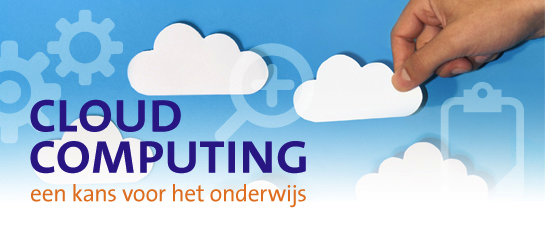 CLOUD
COMPUTING
een kans voor het onderwijs